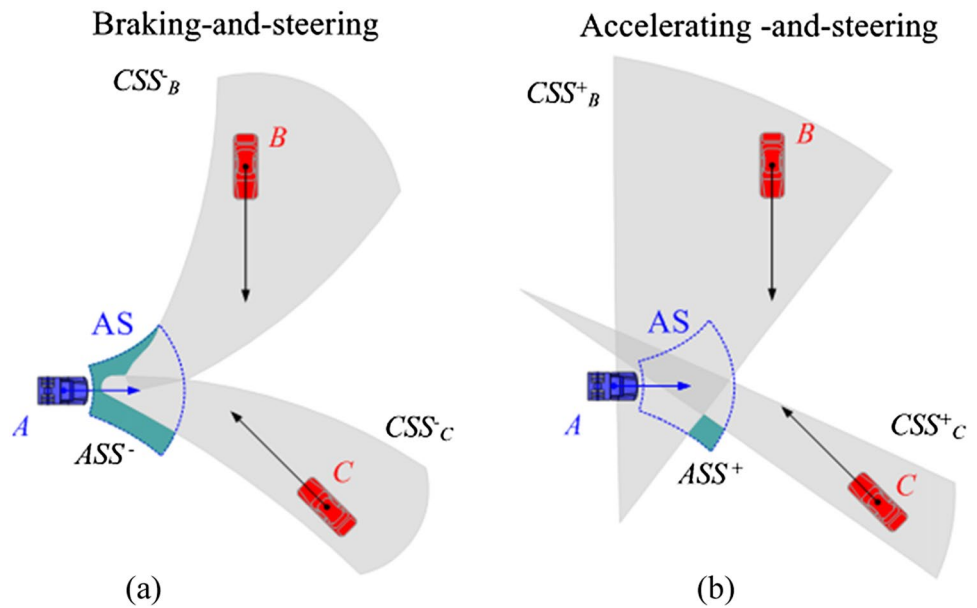 (a)
Braking-and-steering
CSS⁻B
B
AS
A
ASS⁻
CSS⁻C
C
(a)
(b)
Accelerating -and-steering
CSS⁺B
B
AS
A
ASS⁺
CSS⁺C
C
(b)